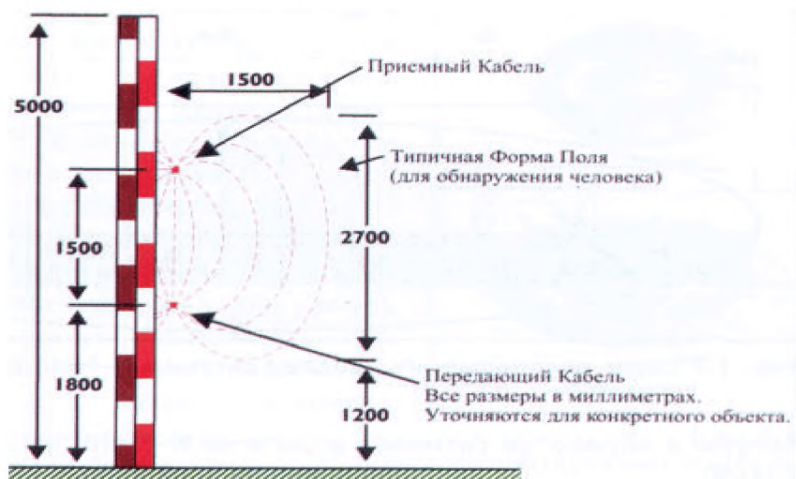 1500
Приемный Кабель
5000
Типичная Форма Поля
(для обнаружения человека)
1500
2700
1800
Передающий Кабель
Все размеры в миллиметрах.
Уточняются для конкретного объекта.
1200